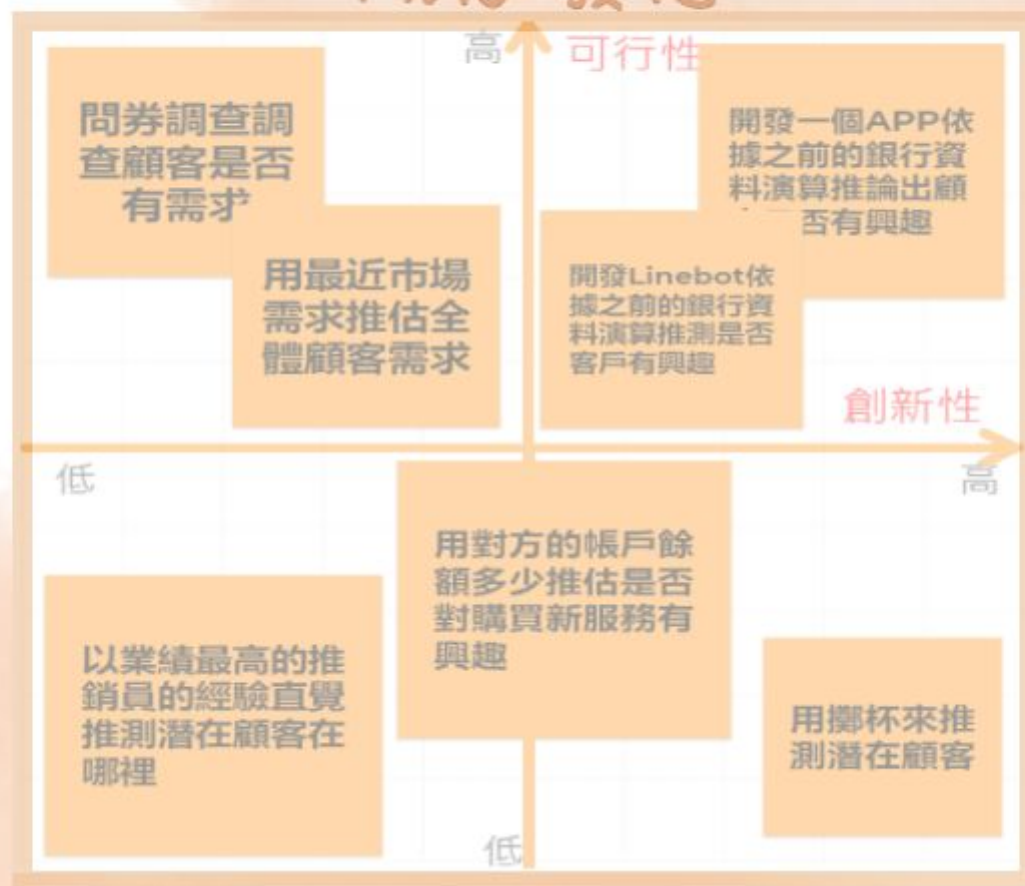 高
可行性
問券調查調
查顧客是否
有需求
開發一個APP依
據之前的銀行資
料演算推論出顧
否有興趣
用最近市場
需求推估全
體顧客需求
開發Linebot依
據之前的銀行資
料演算推測是否
客戶有興趣
創新性
低
高
用對方的帳戶餘
額多少推估是否
對購買新服務有
興趣
以業績最高的推
銷員的經驗直覺
推測潛在顧客在
哪裡
用擲杯來推
測潛在顧客
低